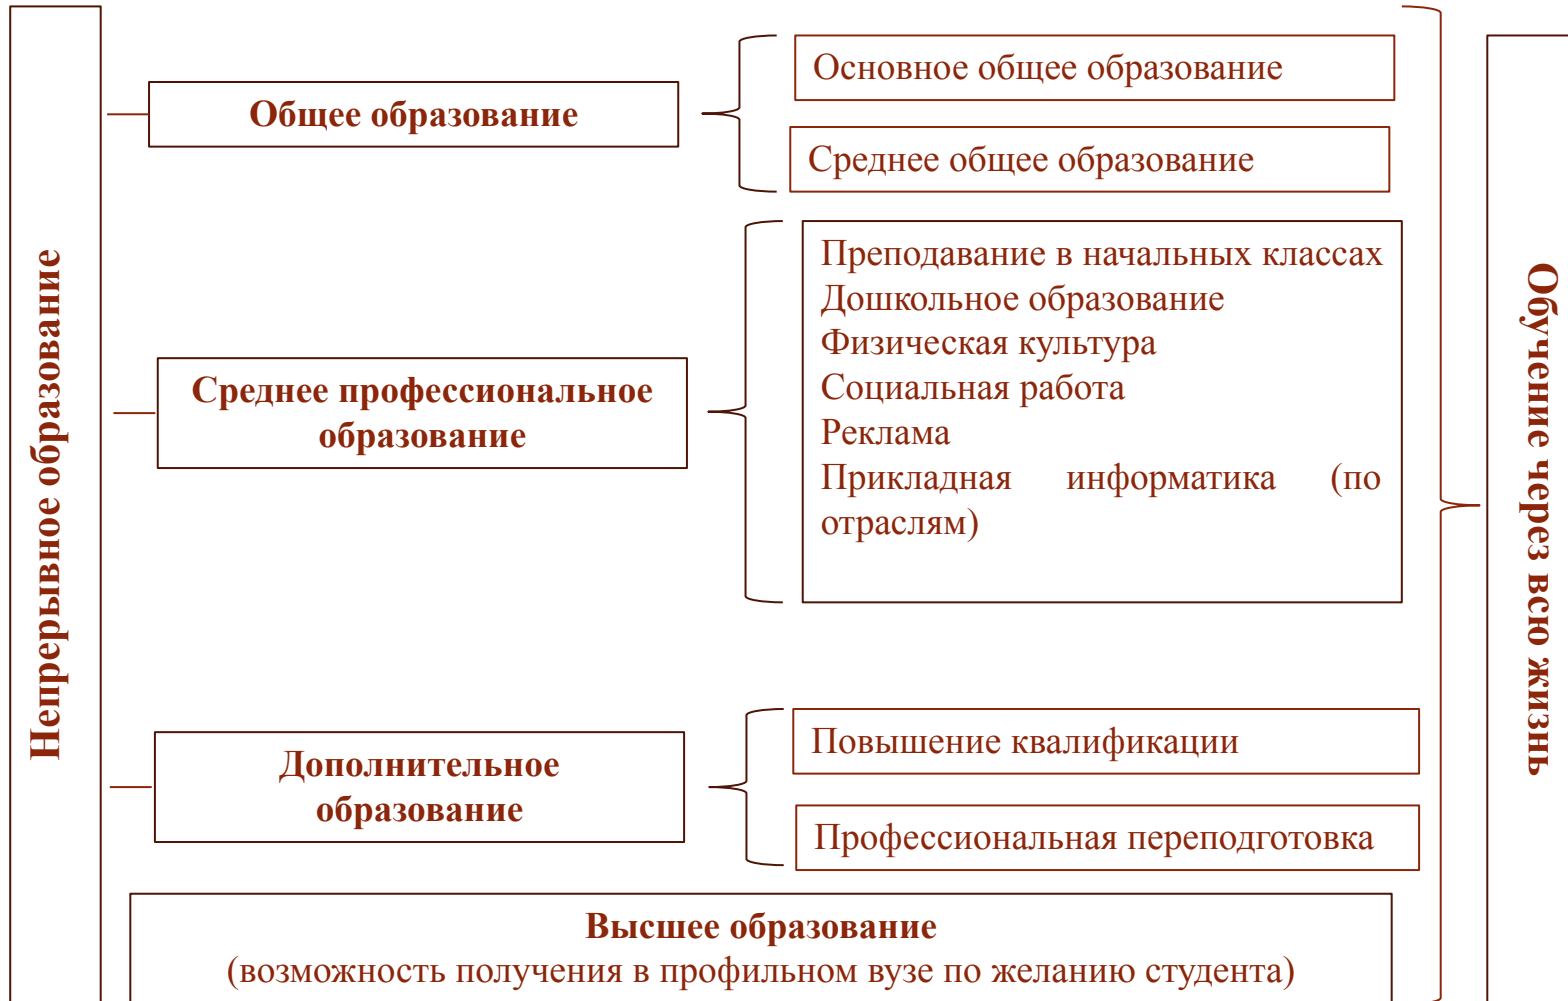 Непрерывное образование
Общее образование
Основное общее образование
Среднее общее образование
Среднее профессиональное
образование
Преподавание в начальных классах
Дошкольное образование
Физическая культура
Социальная работа
Реклама
Прикладная информатика (по
отраслям)
Дополнительное
образование
Повышение квалификации
Профессиональная переподготовка
Высшее образование
(возможность получения в профильном вузе по желанию студента)
Обучение через всю жизнь